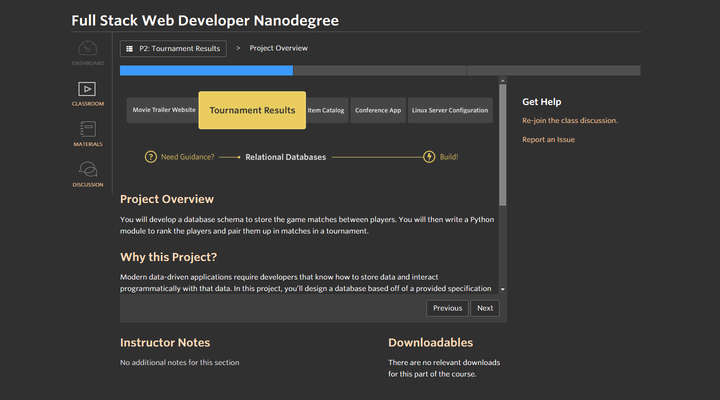 Full Stack Web Developer Nanodegree
P2: Tournament Results > Project Overview
DASHBOARD
CLASSROOM
MATERIALS
DISCUSSION
Movie Trailer Website Tournament Results Item Catalog Conference App Linux Server Configuration
? Need Guidance? Relational Databases Build!
Project Overview
You will develop a database schema to store the game matches between players. You will then write a Python
module to rank the players and pair them up in matches in a tournament.
Why this Project?
Modern data-driven applications require developers that know how to store data and interact
programmatically with that data. In this project, you'll design a database based off of a provided specification
Previous Next
Get Help
Re-join the class discussion.
Report an Issue
Instructor Notes
No additional notes for this section
Downloadables
There are no relevant downloads
for this part of the course.